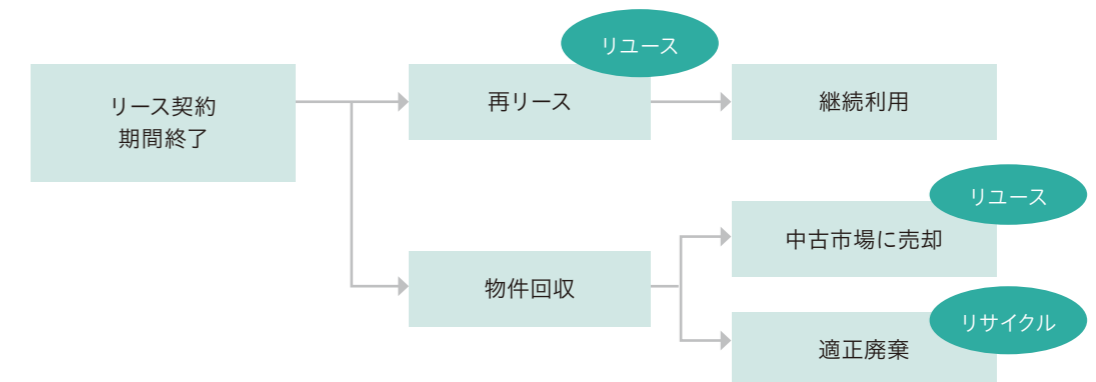 リース契約
期間終了
リユース
再リース
継続利用
物件回収
リユース
中古市場に売却
リサイクル
適正廃棄